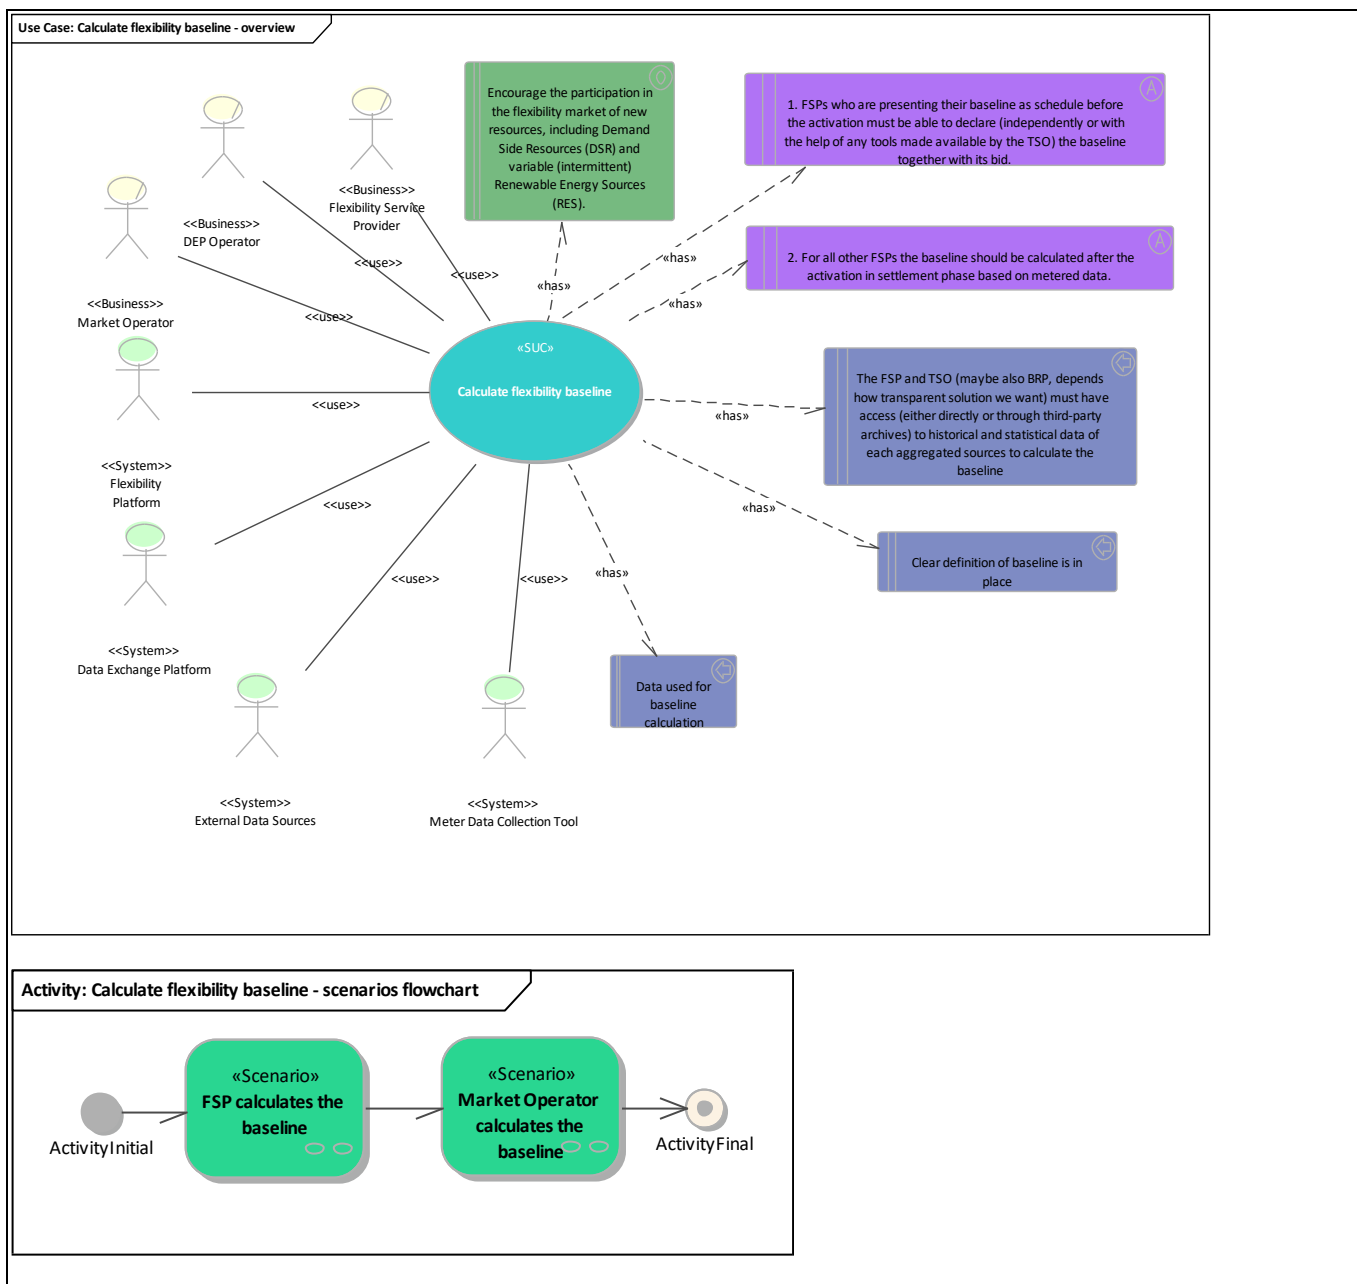 Use Case: Calculate flexibility baseline - overview
<<Business>>
Flexibility Service
Provider
<<Business>>
DEP Operator
<<Business>>
Market Operator
<<System>>
Flexibility
Platform
<<System>>
Data Exchange Platform
<<System>>
External Data Sources
<<System>>
Meter Data Collection Tool
<<use>>
<<use>>
<<use>>
<<use>>
<<use>>
<<use>>
<<use>>
«SUC»
Calculate flexibility baseline
O
Encourage the participation in
the flexibility market of new
resources, including Demand
Side Resources (DSR) and
variable (intermittent)
Renewable Energy Sources
(RES).
«has»
A
1. FSPs who are presenting their baseline as schedule before
the activation must be able to declare (independently or with
the help of any tools made available by the TSO) the baseline
together with its bid.
«has»
A
2. For all other FSPs the baseline should be calculated after the
activation in settlement phase based on metered data.
«has»
The FSP and TSO (maybe also BRP, depends
how transparent solution we want) must have
access (either directly or through third-party
archives) to historical and statistical data of
each aggregated sources to calculate the
baseline
«has»
Clear definition of baseline is in
place
«has»
Data used for
baseline
calculation
«has»
Activity: Calculate flexibility baseline - scenarios flowchart
ActivityInitial
«Scenario»
FSP calculates the
baseline
«Scenario»
Market Operator
calculates the
baseline
ActivityFinal